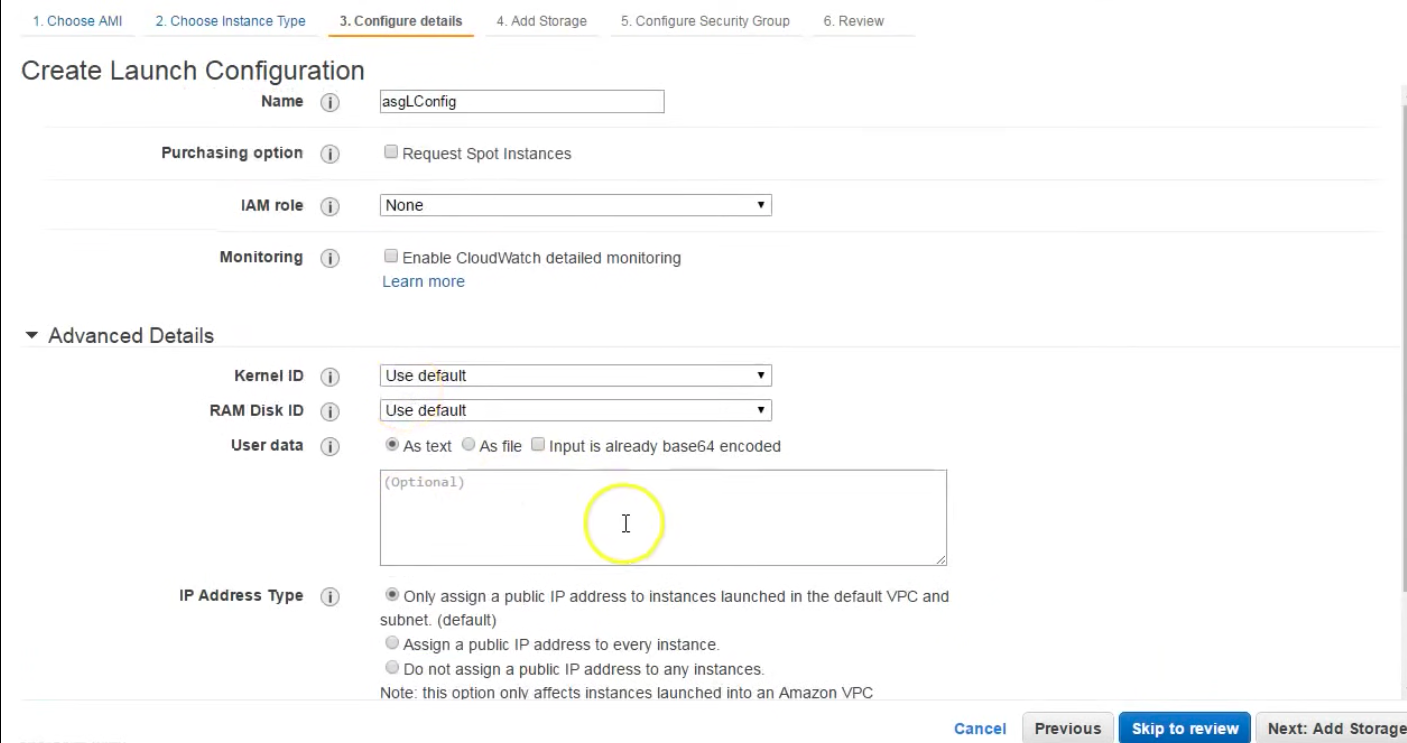 1. Choose AMI 2. Choose Instance Type 3. Configure details 4. Add Storage 5. Configure Security Group 6. Review
Create Launch Configuration
Name i asgLConfig
Purchasing option i Request Spot Instances
IAM role i None
Monitoring i Enable CloudWatch detailed monitoring
Learn more
Advanced Details
Kernel ID i Use default
RAM Disk ID i Use default
User data i As text As file Input is already base64 encoded
(Optional)
IP Address Type i Only assign a public IP address to instances launched in the default VPC and
subnet. (default)
Assign a public IP address to every instance.
Do not assign a public IP address to any instances.
Note: this option only affects instances launched into an Amazon VPC
Cancel Previous Skip to review Next: Add Storage